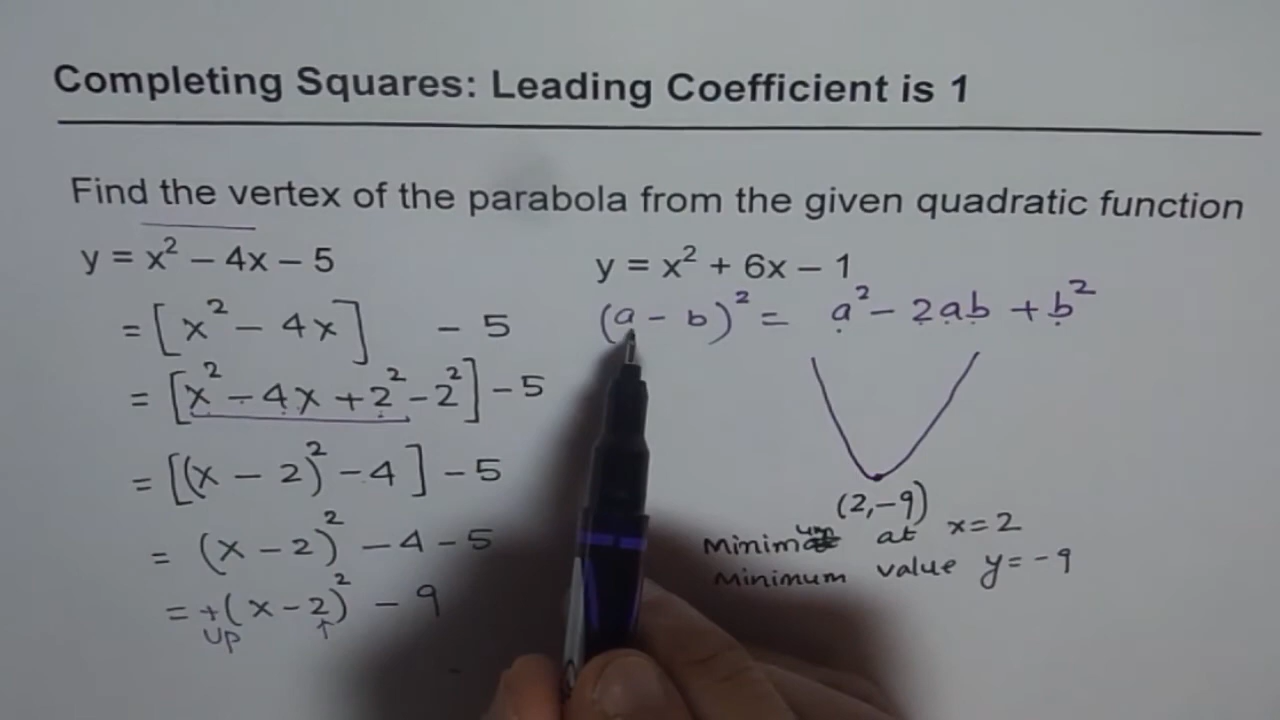 Completing Squares: Leading Coefficient is 1
Find the vertex of the parabola from the given quadratic function
y = x² – 4x – 5
= [x² – 4x] – 5
= [x² – 4x + 2² – 2²] – 5
= [(x – 2)² – 4] – 5
= (x – 2)² – 4 – 5
= +(x – 2)² – 9
up ↑
y = x² + 6x – 1
(a – b)² = a² – 2ab + b²
(2, –9)
Minimum at x = 2
Minimum value y = –9